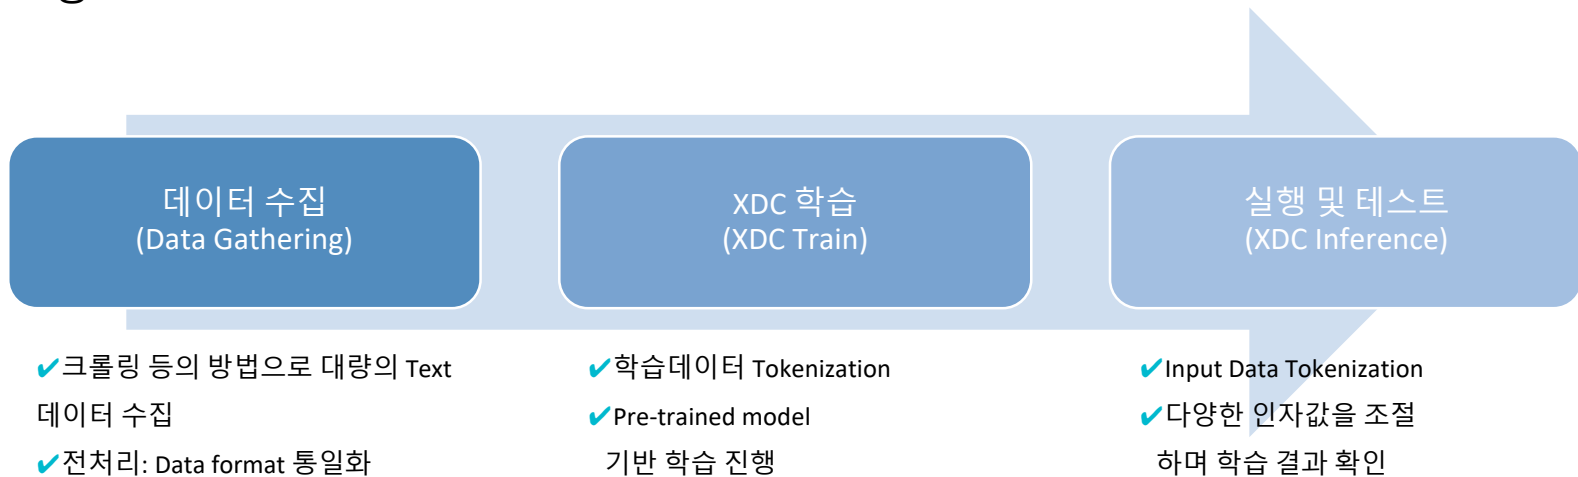 데이터 수집
(Data Gathering)
XDC 학습
(XDC Train)
실행 및 테스트
(XDC Inference)
✔크롤링 등의 방법으로 대량의 Text
데이터 수집
✔전처리: Data format 통일화
✔학습데이터 Tokenization
✔Pre-trained model
기반 학습 진행
✔Input Data Tokenization
✔다양한 인자값을 조절
하며 학습 결과 확인